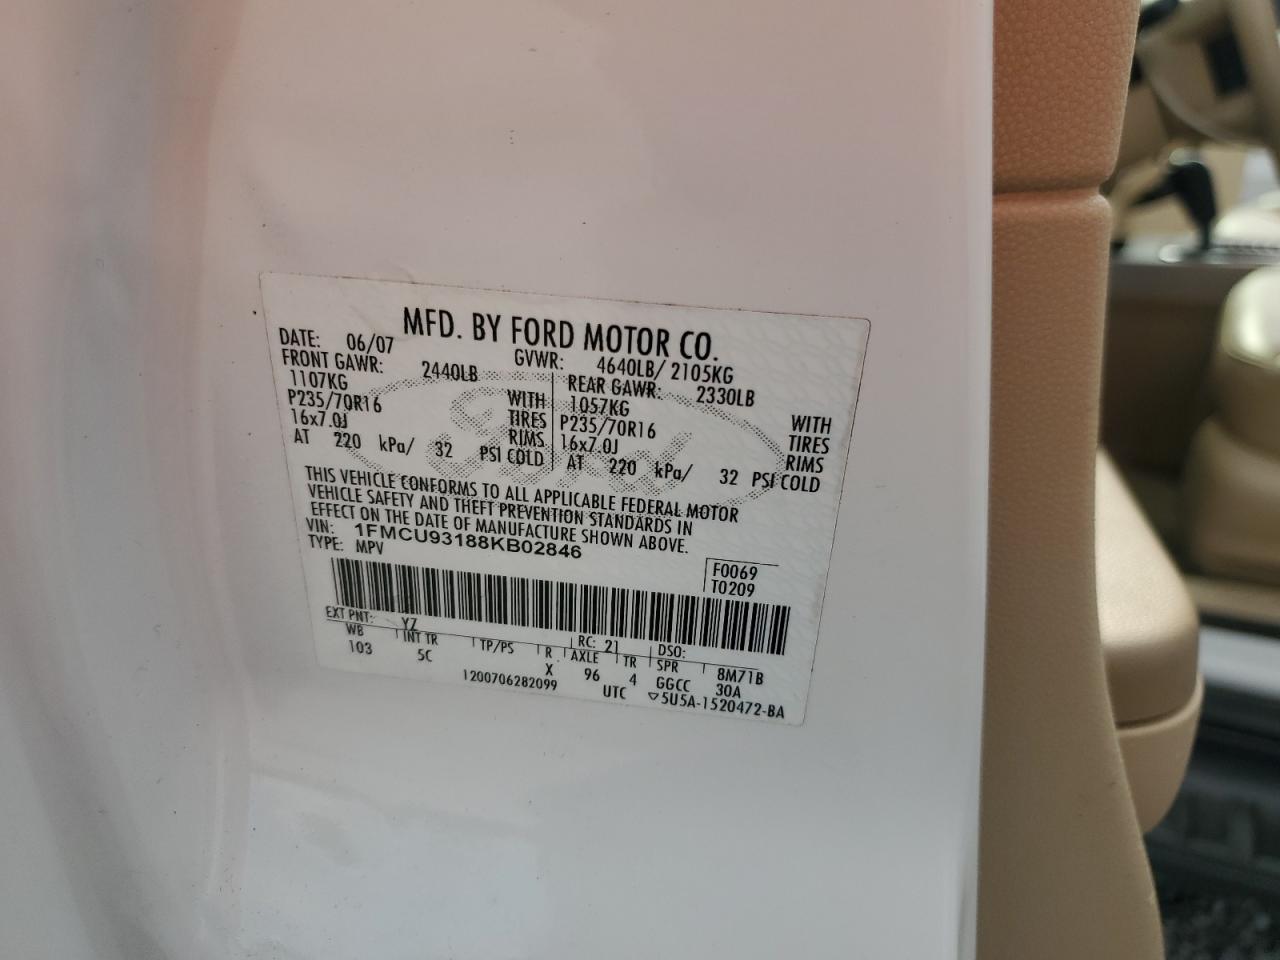 MFD. BY FORD MOTOR CO.
DATE: 06/07 GVWR: 4640LB/ 2105KG
FRONT GAWR: 2440LB REAR GAWR: 2330LB
1107KG WITH 1057KG WITH
P235/70R16 TIRES P235/70R16 TIRES
16x7.0J RIMS 16x7.0J RIMS
AT 220 kPa/ 32 PSI COLD AT 220 kPa/ 32 PSI COLD
Ford
THIS VEHICLE CONFORMS TO ALL APPLICABLE FEDERAL MOTOR
VEHICLE SAFETY AND THEFT PREVENTION STANDARDS IN
EFFECT ON THE DATE OF MANUFACTURE SHOWN ABOVE.
VIN: 1FMCU93188KB02846
TYPE: MPV
F0069
T0209
EXT PNT: YZ RC: 21 DSO:
WB INT TR TP/PS R AXLE TR SPR 8M71B
103 5C X 96 4 GGCC 30A
1200706282099 UTC ▽5U5A-1520472-BA